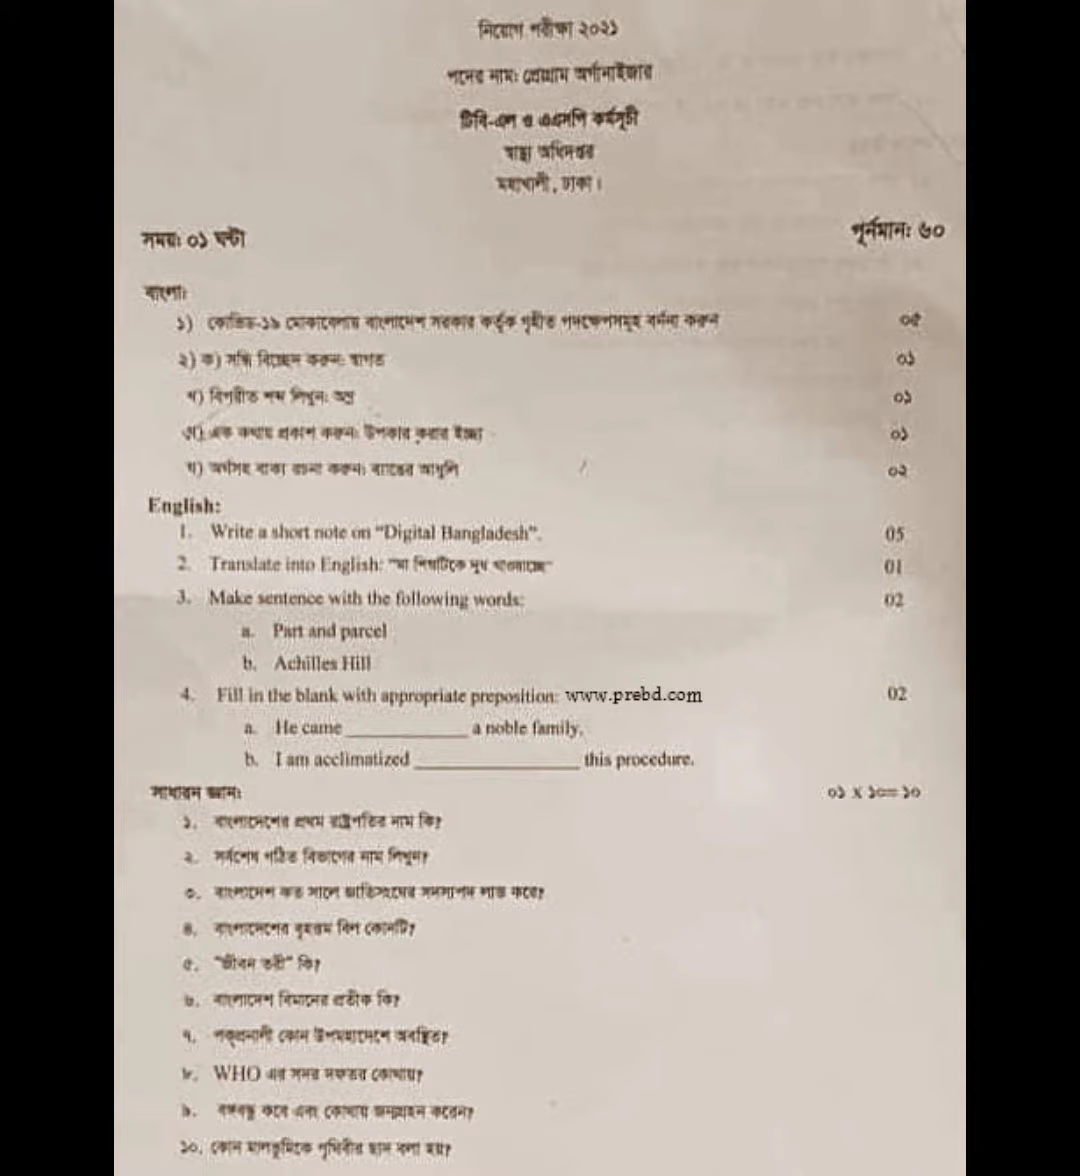 নিয়োগ পরীক্ষা ২০২১
পদের নাম: প্রোগ্রাম অর্গানাইজার
টিবি-এল ও এএসপি কর্মসূচী
স্বাস্থ্য অধিদপ্তর
মহাখালী, ঢাকা।
সময়: ০১ ঘন্টা
পূর্নমান: ৬০
বাংলা:
১) কোভিড-১৯ মোকাবেলায় বাংলাদেশ সরকার কর্তৃক গৃহীত পদক্ষেপসমূহ বর্ননা করুন ০৫
২) ক) সন্ধি বিচ্ছেদ করুন: স্বাগত ০১
খ) বিপরীত শব্দ লিখুন: অম্ল ০১
গ) এক কথায় প্রকাশ করুন: উপকার করার ইচ্ছা ০১
ঘ) অর্থসহ বাক্য রচনা করুন: ব্যাঙের আধুলি ০২
English:
1. Write a short note on "Digital Bangladesh". 05
2. Translate into English: "মা শিশুটিকে দুধ খাওয়াচ্ছে" 01
3. Make sentence with the following words: 02
a. Part and parcel
b. Achilles Hill
4. Fill in the blank with appropriate preposition: www.prebd.com 02
a. He came ____________ a noble family.
b. I am acclimatized ________________ this procedure.
সাধারন জ্ঞান: ০১ X ১০= ১০
১. বাংলাদেশের প্রথম রাষ্ট্রপতির নাম কি?
২. সর্বশেষ গঠিত বিভাগের নাম লিখুন?
৩. বাংলাদেশ কত সালে জাতিসংঘের সদস্যপদ লাভ করে?
৪. বাংলাদেশের বৃহত্তম বিল কোনটি?
৫. "জীবন তরী" কি?
৬. বাংলাদেশ বিমানের প্রতীক কি?
৭. পক্‌প্রনালী কোন উপমহাদেশে অবস্থিত?
৮. WHO এর সদর দফতর কোথায়?
৯. বঙ্গবন্ধু কবে এবং কোথায় জন্মগ্রহন করেন?
১০. কোন মালভূমিকে পৃথিবীর ছাদ বলা হয়?